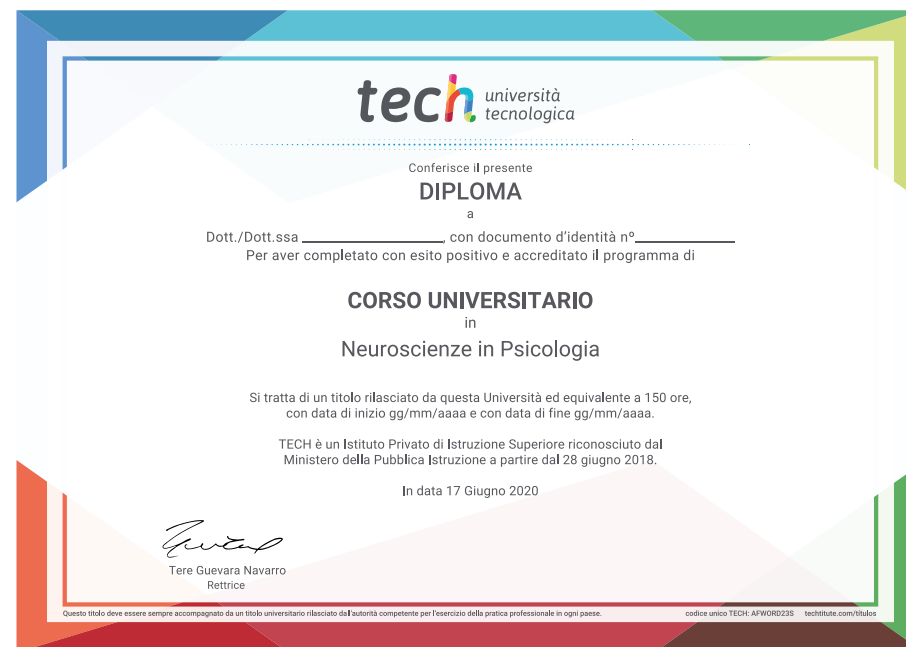 tech università
tecnologica
Conferisce il presente
DIPLOMA
a
Dott./Dott.ssa ____________________, con documento d'identità nº______________
Per aver completato con esito positivo e accreditato il programma di
CORSO UNIVERSITARIO
in
Neuroscienze in Psicologia
Si tratta di un titolo rilasciato da questa Università ed equivalente a 150 ore,
con data di inizio gg/mm/aaaa e con data di fine gg/mm/aaaa.
TECH è un Istituto Privato di Istruzione Superiore riconosciuto dal
Ministero della Pubblica Istruzione a partire dal 28 giugno 2018.
In data 17 Giugno 2020
Tere Guevara Navarro
Rettrice
Questo titolo deve essere sempre accompagnato da un titolo universitario rilasciato dall'autorità competente per l'esercizio della pratica professionale in ogni paese. codice unico TECH: AFWORD23S techtitute.com/titulos